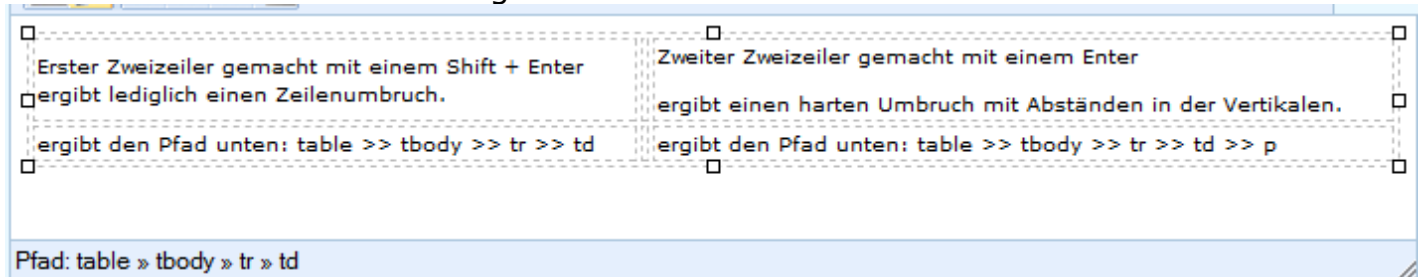 Erster Zweizeiler gemacht mit einem Shift + Enter
ergibt lediglich einen Zeilenumbruch.
Zweiter Zweizeiler gemacht mit einem Enter
ergibt einen harten Umbruch mit Abständen in der Vertikalen.
ergibt den Pfad unten: table >> tbody >> tr >> td
ergibt den Pfad unten: table >> tbody >> tr >> td >> p
Pfad: table » tbody » tr » td